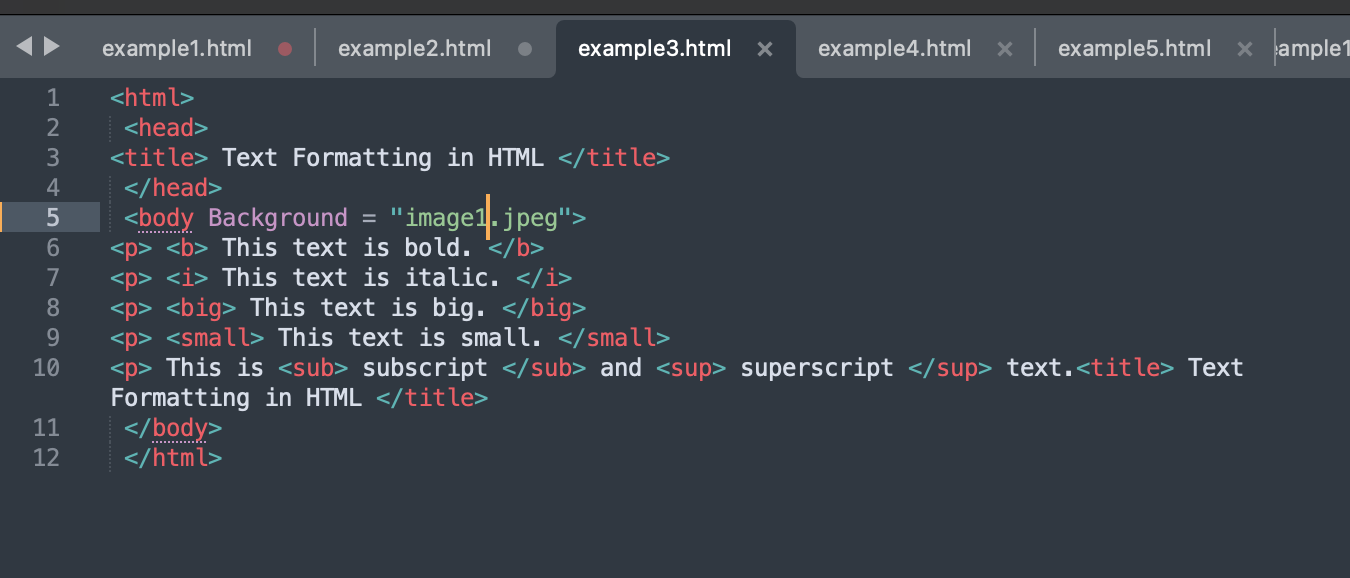 example1.html example2.html example3.html example4.html example5.html ample1
1 <html>
2 <head>
3 <title> Text Formatting in HTML </title>
4 </head>
5 <body Background = "image1.jpeg">
6 <p> <b> This text is bold. </b>
7 <p> <i> This text is italic. </i>
8 <p> <big> This text is big. </big>
9 <p> <small> This text is small. </small>
10 <p> This is <sub> subscript </sub> and <sup> superscript </sup> text.<title> Text
Formatting in HTML </title>
11 </body>
12 </html>